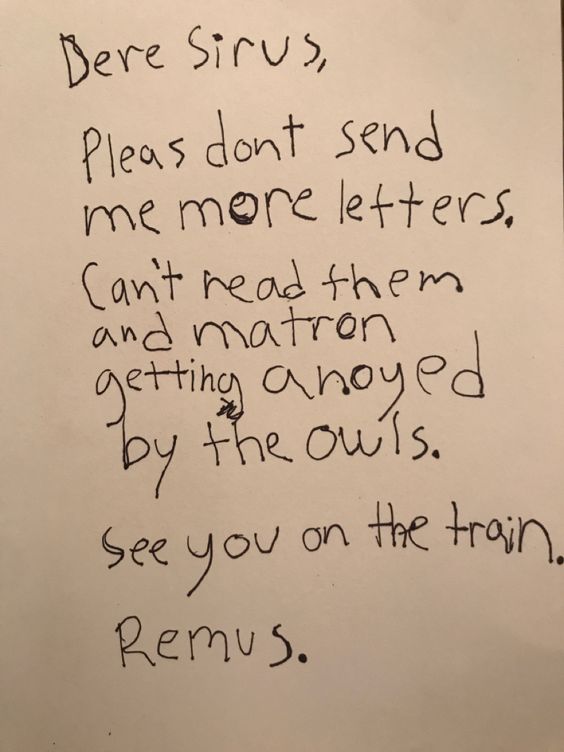 Dere Sirus,
Pleas dont send
me more letters.
Can't read them
and matron
getting anoyed
by the owls.
See you on the train.
Remus.